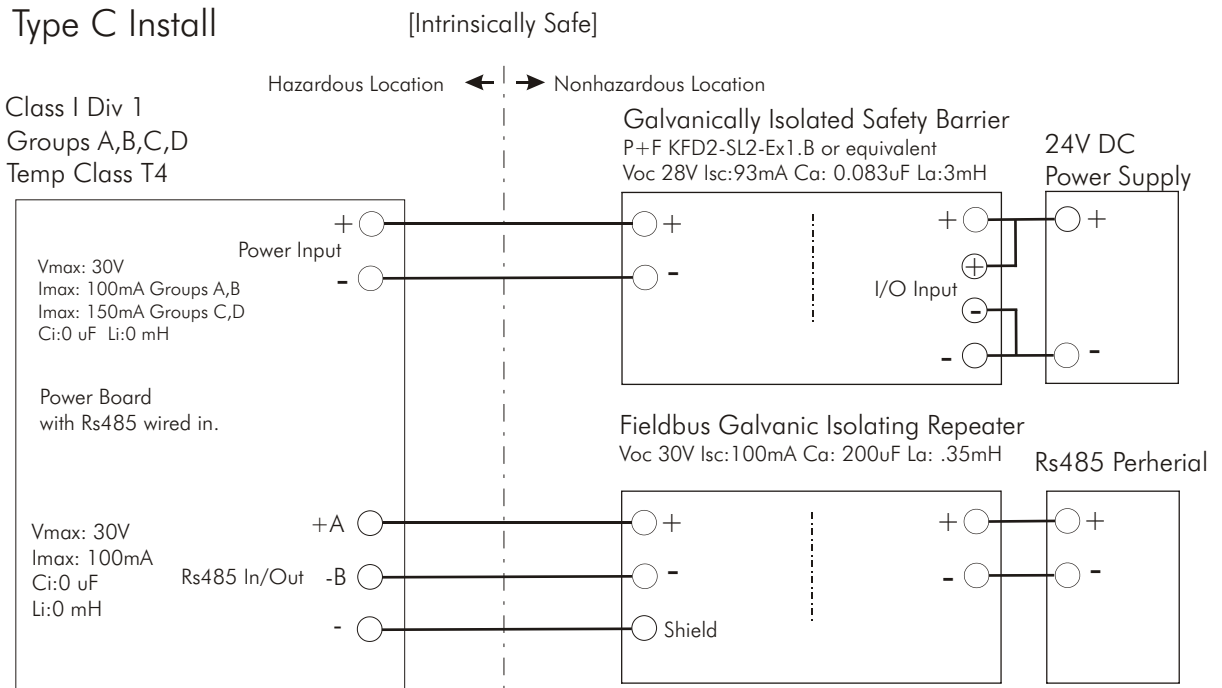 Type C Install
[Intrinsically Safe]
Hazardous Location
Nonhazardous Location
Class I Div 1
Groups A,B,C,D
Temp Class T4
Galvanically Isolated Safety Barrier
P+F KFD2-SL2-Ex1.B or equivalent
Voc 28V Isc:93mA Ca: 0.083uF La:3mH
24V DC
Power Supply
+
Power Input
-
Vmax: 30V
Imax: 100mA Groups A,B
Imax: 150mA Groups C,D
Ci:0 uF Li:0 mH
Power Board
with Rs485 wired in.
+
-
+
+
I/O Input
-
-
+
-
Fieldbus Galvanic Isolating Repeater
Voc 30V Isc:100mA Ca: 200uF La: .35mH
Rs485 Perherial
Vmax: 30V
Imax: 100mA
Ci:0 uF
Li:0 mH
+A
Rs485 In/Out -B
-
+
-
Shield
+
-
+
-